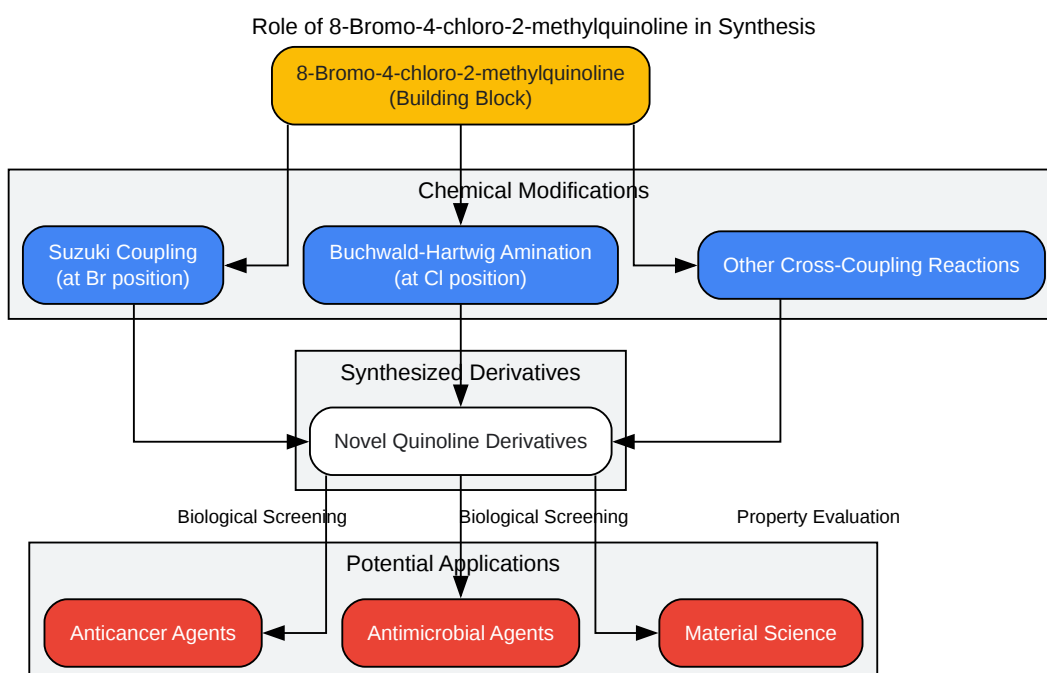 Role of 8-Bromo-4-chloro-2-methylquinoline in Synthesis
8-Bromo-4-chloro-2-methylquinoline
(Building Block)
Chemical Modifications
Suzuki Coupling
(at Br position)
Buchwald-Hartwig Amination
(at Cl position)
Other Cross-Coupling Reactions
Synthesized Derivatives
Novel Quinoline Derivatives
Biological Screening
Biological Screening
Property Evaluation
Potential Applications
Anticancer Agents
Antimicrobial Agents
Material Science